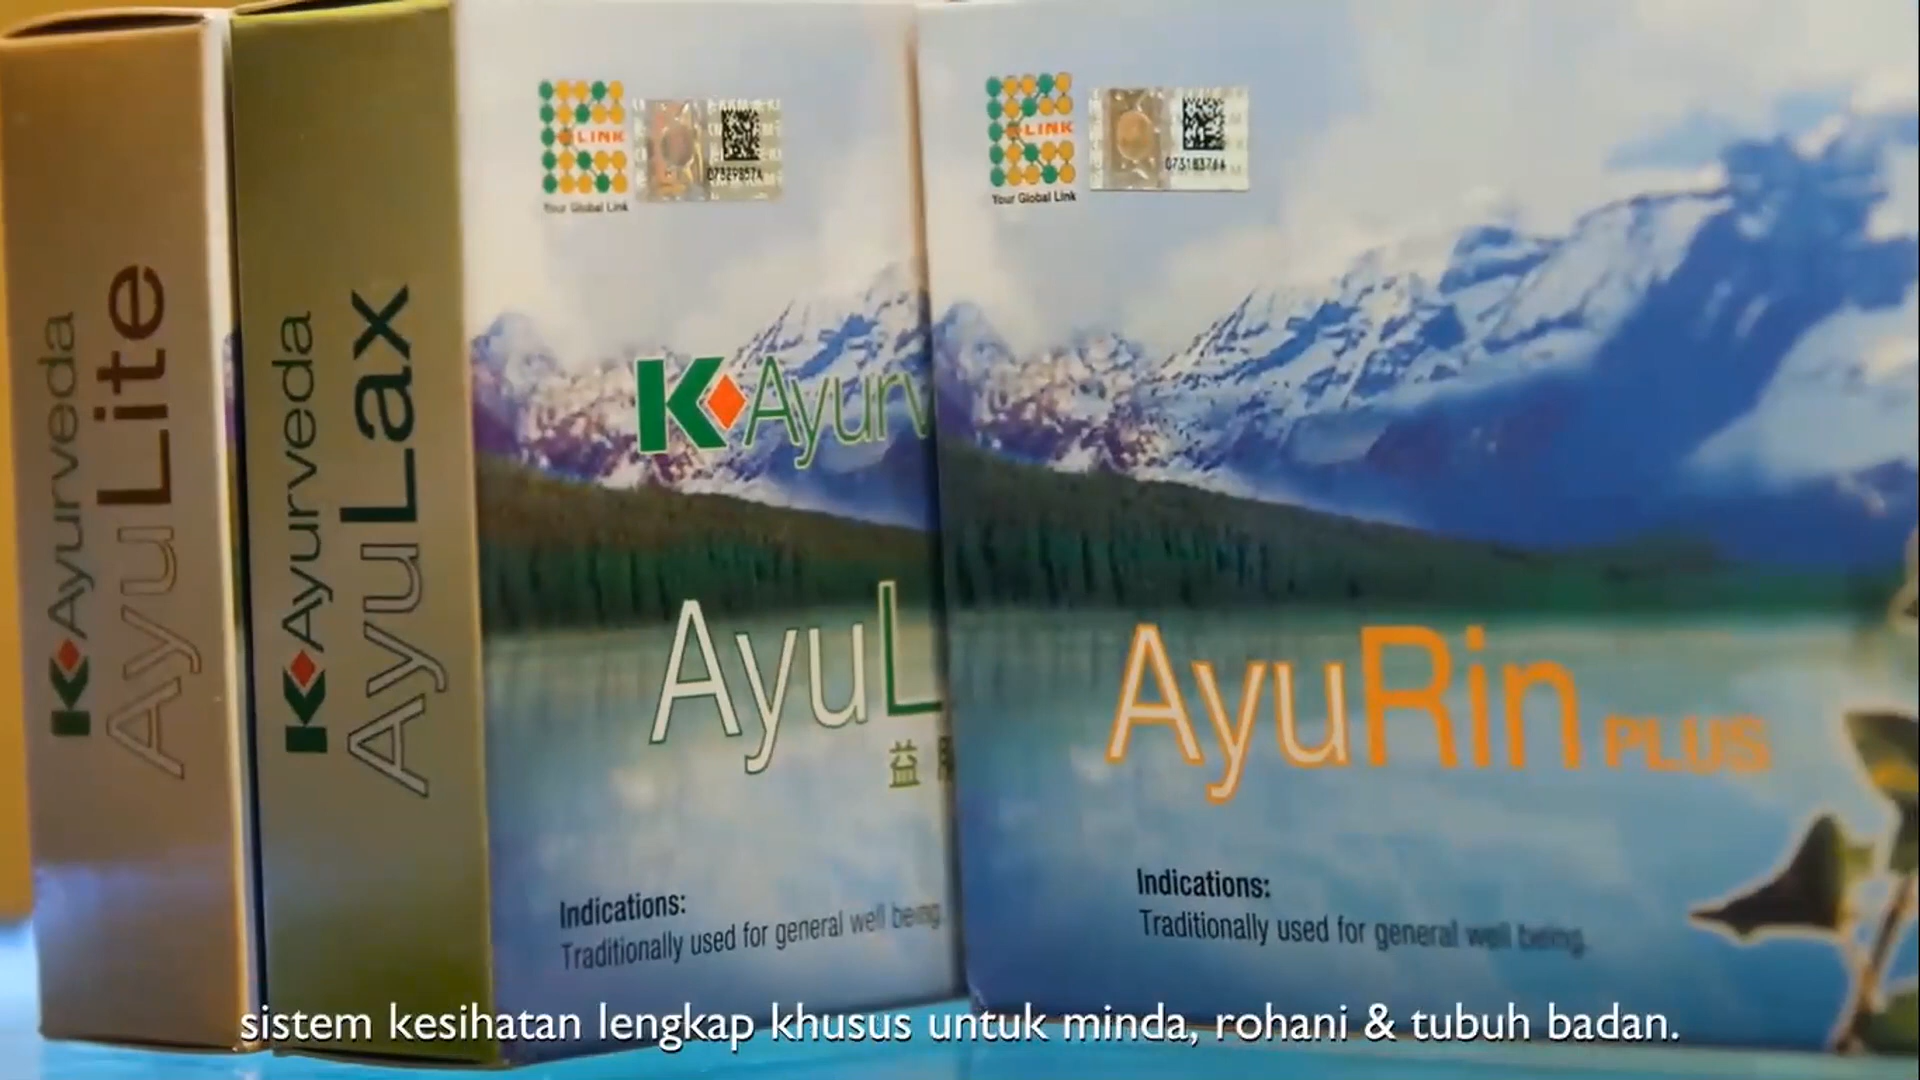 K Ayurveda
AyuLite
K Ayurveda
AyuLax
LINK
Your Global Link
K Ayurv
AyuL
益
Indications:
Traditionally used for general well being.
LINK
07318376A
Your Global Link
AyuRin PLUS
Indications:
Traditionally used for general well being.
sistem kesihatan lengkap khusus untuk minda, rohani & tubuh badan.